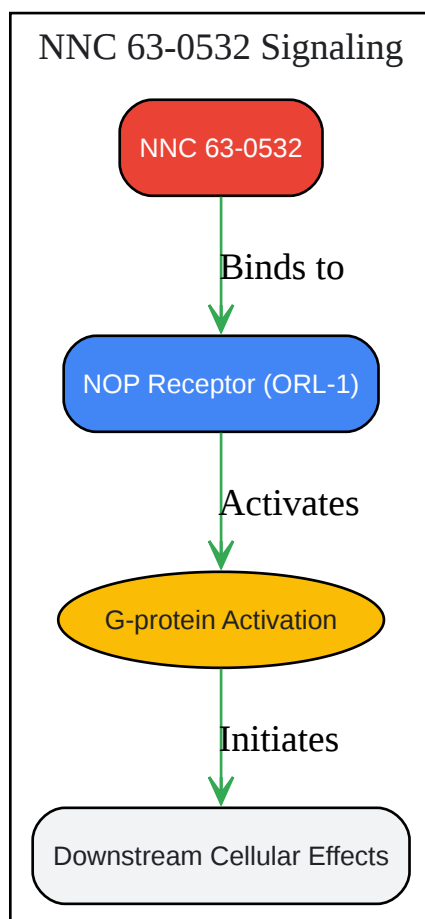 NNC 63-0532 Signaling
NNC 63-0532
Binds to
NOP Receptor (ORL-1)
Activates
G-protein Activation
Initiates
Downstream Cellular Effects